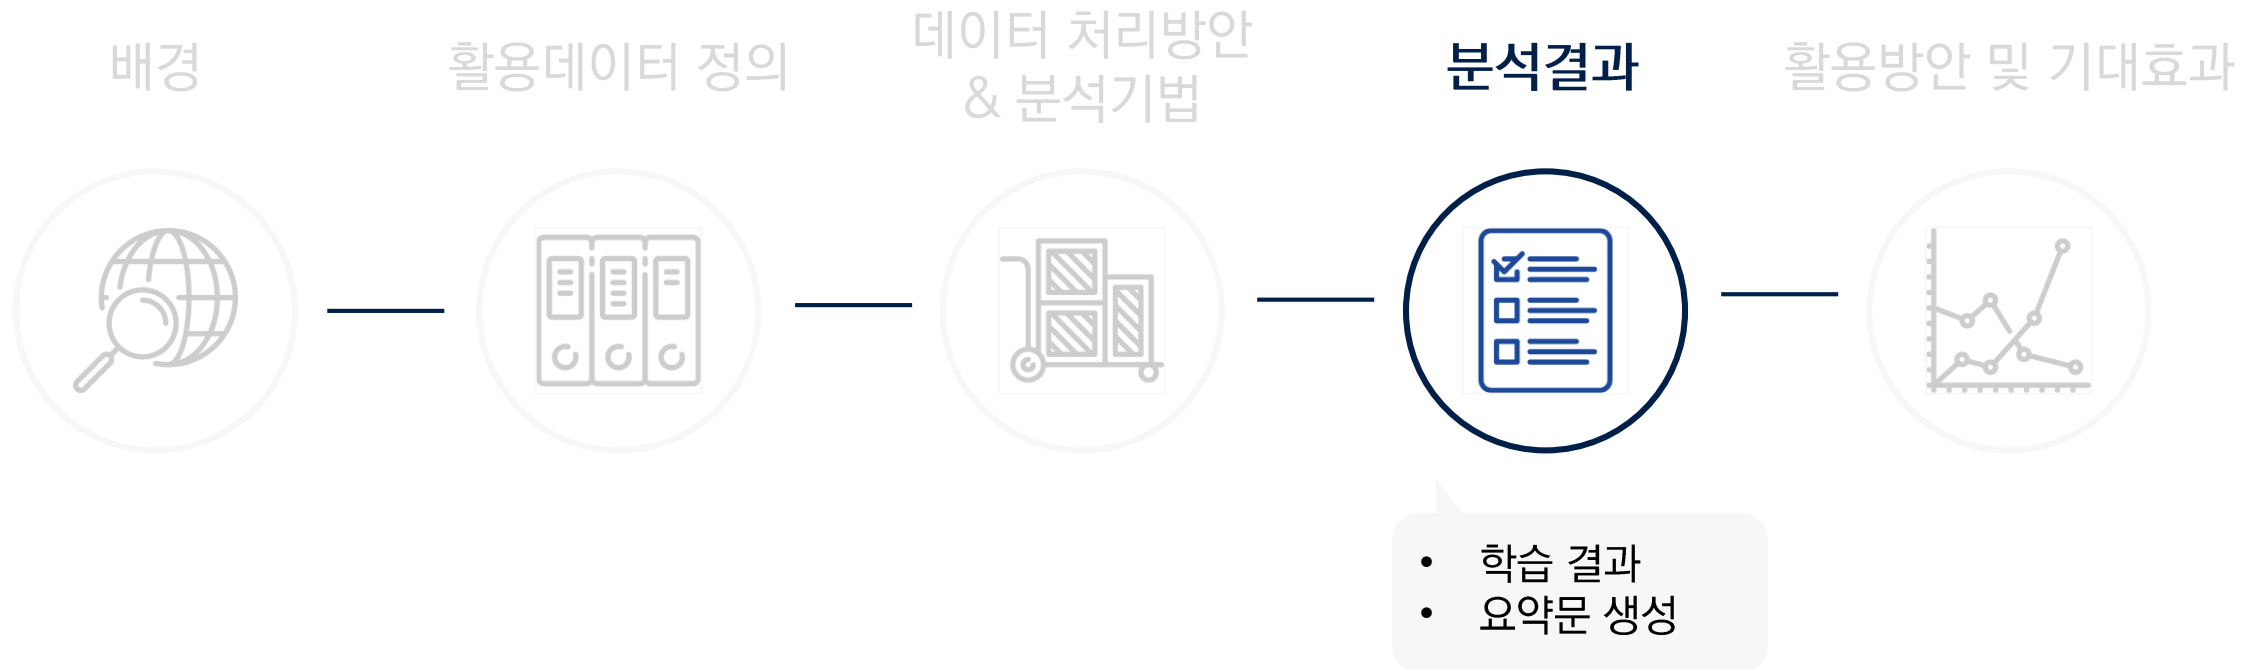 배경
활용데이터 정의
데이터 처리방안
& 분석기법
분석결과
활용방안 및 기대효과
• 학습 결과
• 요약문 생성